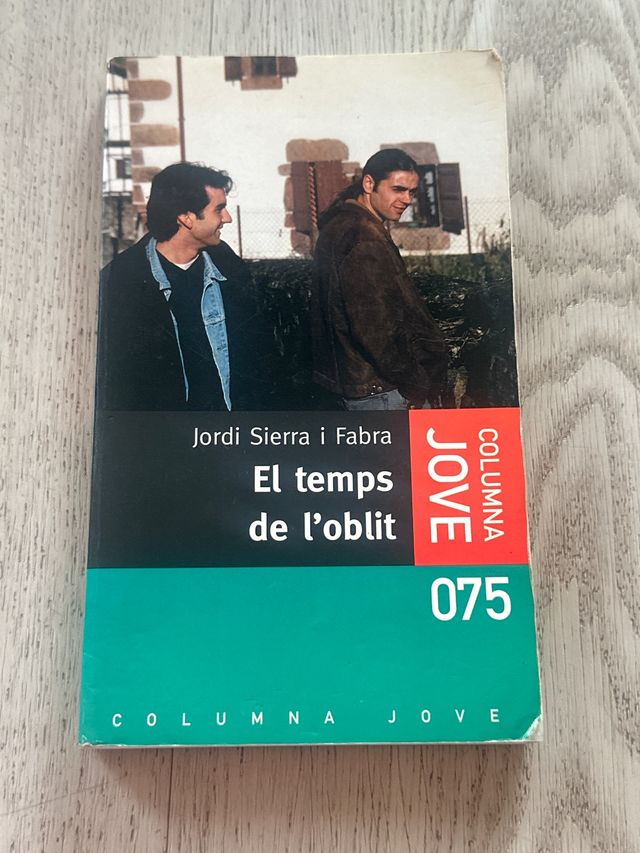 Jordi Sierra i Fabra
El temps
de l'oblit
COLUMNA
JOVE
075
COLUMNA JOVE